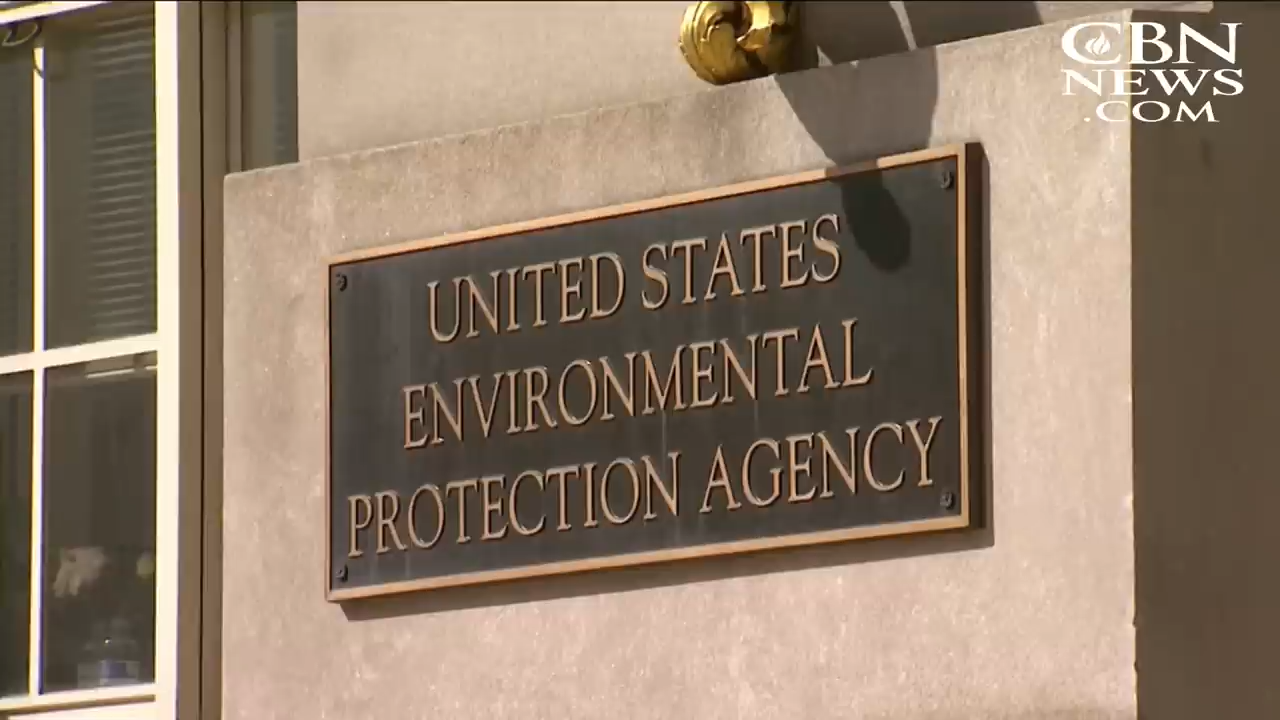 CBN
NEWS
.COM
UNITED STATES
ENVIRONMENTAL
PROTECTION AGENCY